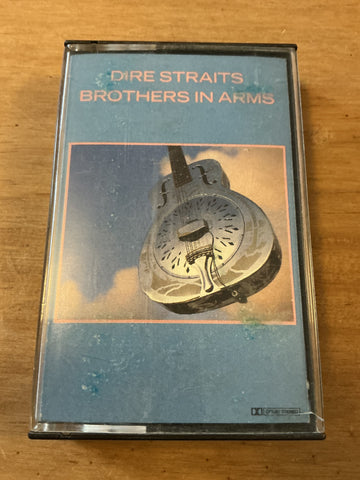 DIRE STRAITS
BROTHERS IN ARMS